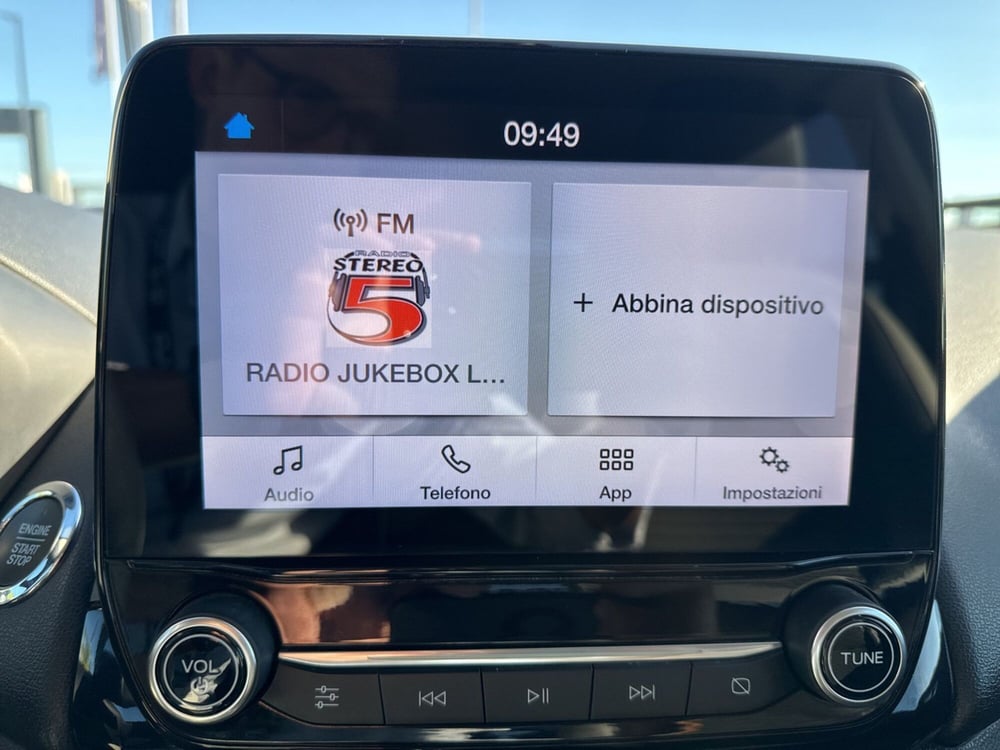 09:49
FM
RADIO
STEREO
5
RADIO JUKEBOX L...
+ Abbina dispositivo
Audio
Telefono
App
Impostazioni
ENGINE
START
STOP
VOL
TUNE